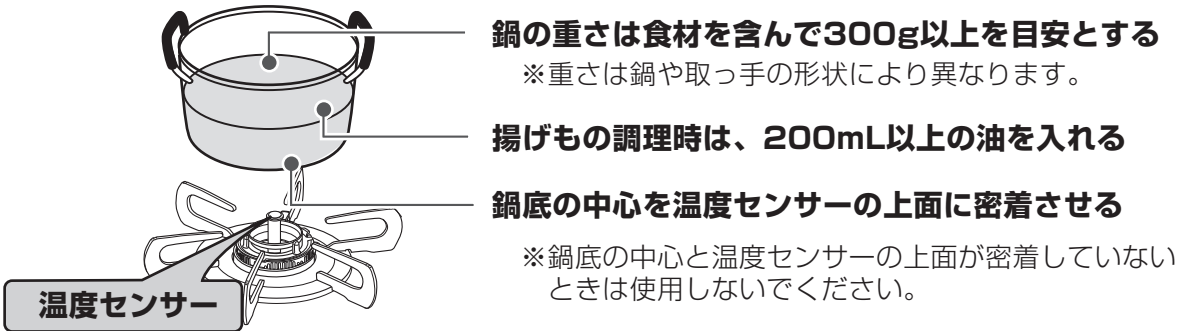 鍋の重さは食材を含んで300g以上を目安とする
※重さは鍋や取っ手の形状により異なります。
揚げもの調理時は、200mL以上の油を入れる
鍋底の中心を温度センサーの上面に密着させる
※鍋底の中心と温度センサーの上面が密着していない
ときは使用しないでください。
温度センサー